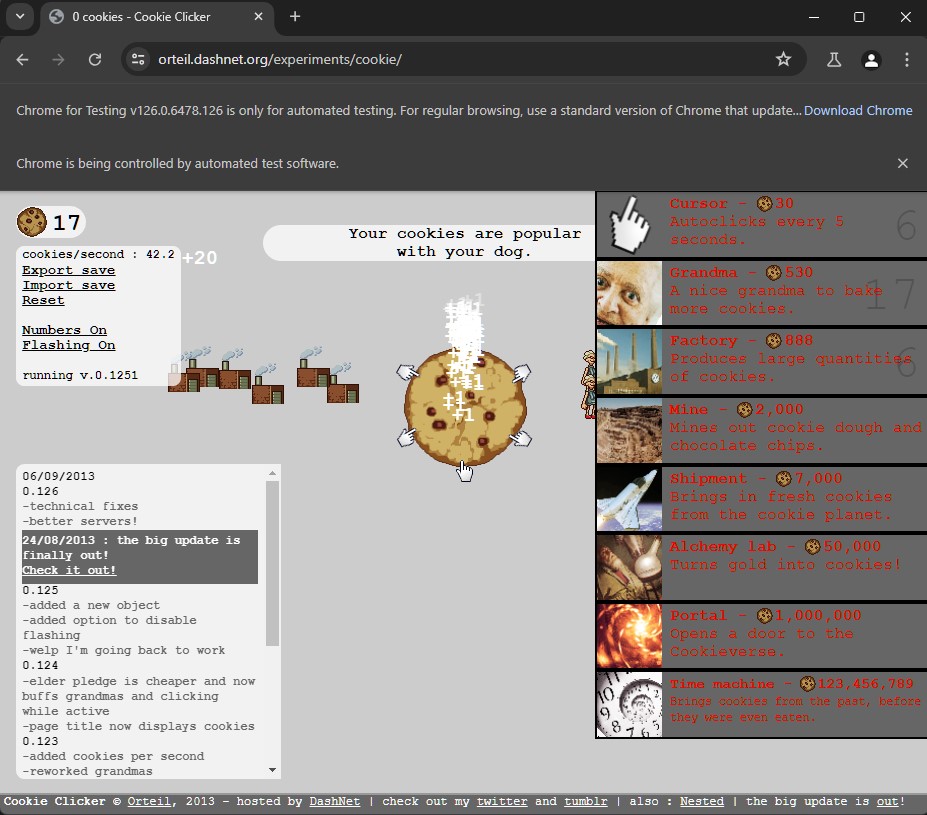 0 cookies - Cookie Clicker
orteil.dashnet.org/experiments/cookie/
Chrome for Testing v126.0.6478.126 is only for automated testing. For regular browsing, use a standard version of Chrome that update... Download Chrome
Chrome is being controlled by automated test software.
17
cookies/second : 42.2
+20
Export save
Import save
Reset
Numbers On
Flashing On
running v.0.1251
Your cookies are popular
with your dog.
+1
+1
+1
06/09/2013
0.126
-technical fixes
-better servers!
24/08/2013 : the big update is
finally out!
Check it out!
0.125
-added a new object
-added option to disable
flashing
-welp I'm going back to work
0.124
-elder pledge is cheaper and now
buffs grandmas and clicking
while active
-page title now displays cookies
0.123
-added cookies per second
-reworked grandmas
Cursor - 30
Autoclicks every 5
seconds.
6
Grandma - 530
A nice grandma to bake
more cookies.
17
Factory - 888
Produces large quantities
of cookies.
6
Mine - 2,000
Mines out cookie dough and
chocolate chips.
Shipment - 7,000
Brings in fresh cookies
from the cookie planet.
Alchemy lab - 50,000
Turns gold into cookies!
Portal - 1,000,000
Opens a door to the
Cookieverse.
Time machine - 123,456,789
Brings cookies from the past, before
they were even eaten.
Cookie Clicker © Orteil, 2013 - hosted by DashNet | check out my twitter and tumblr | also : Nested | the big update is out!